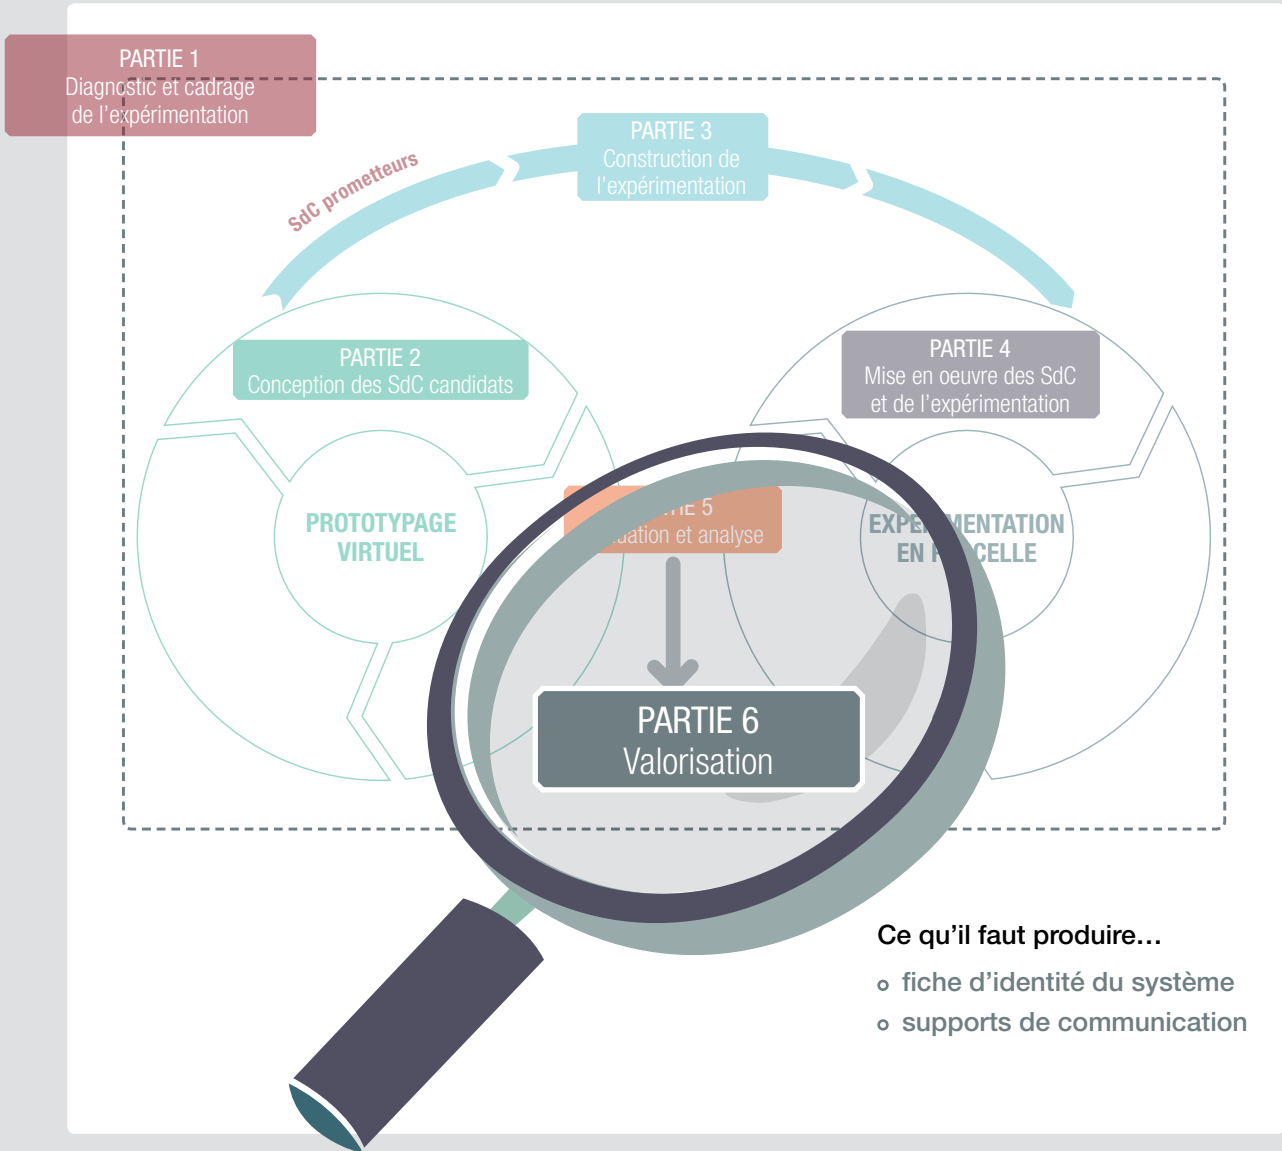 PARTIE 1
Diagnostic et cadrage
de l'expérimentation
SdC prometteurs
PARTIE 3
Construction de
l'expérimentation
PARTIE 2
Conception des SdC candidats
PARTIE 4
Mise en oeuvre des SdC
et de l'expérimentation
PROTOTYPAGE
VIRTUEL
5
et analyse
EN
PARTIE 6
Valorisation
Ce qu'il faut produire…
fiche d'identité du système
supports de communication